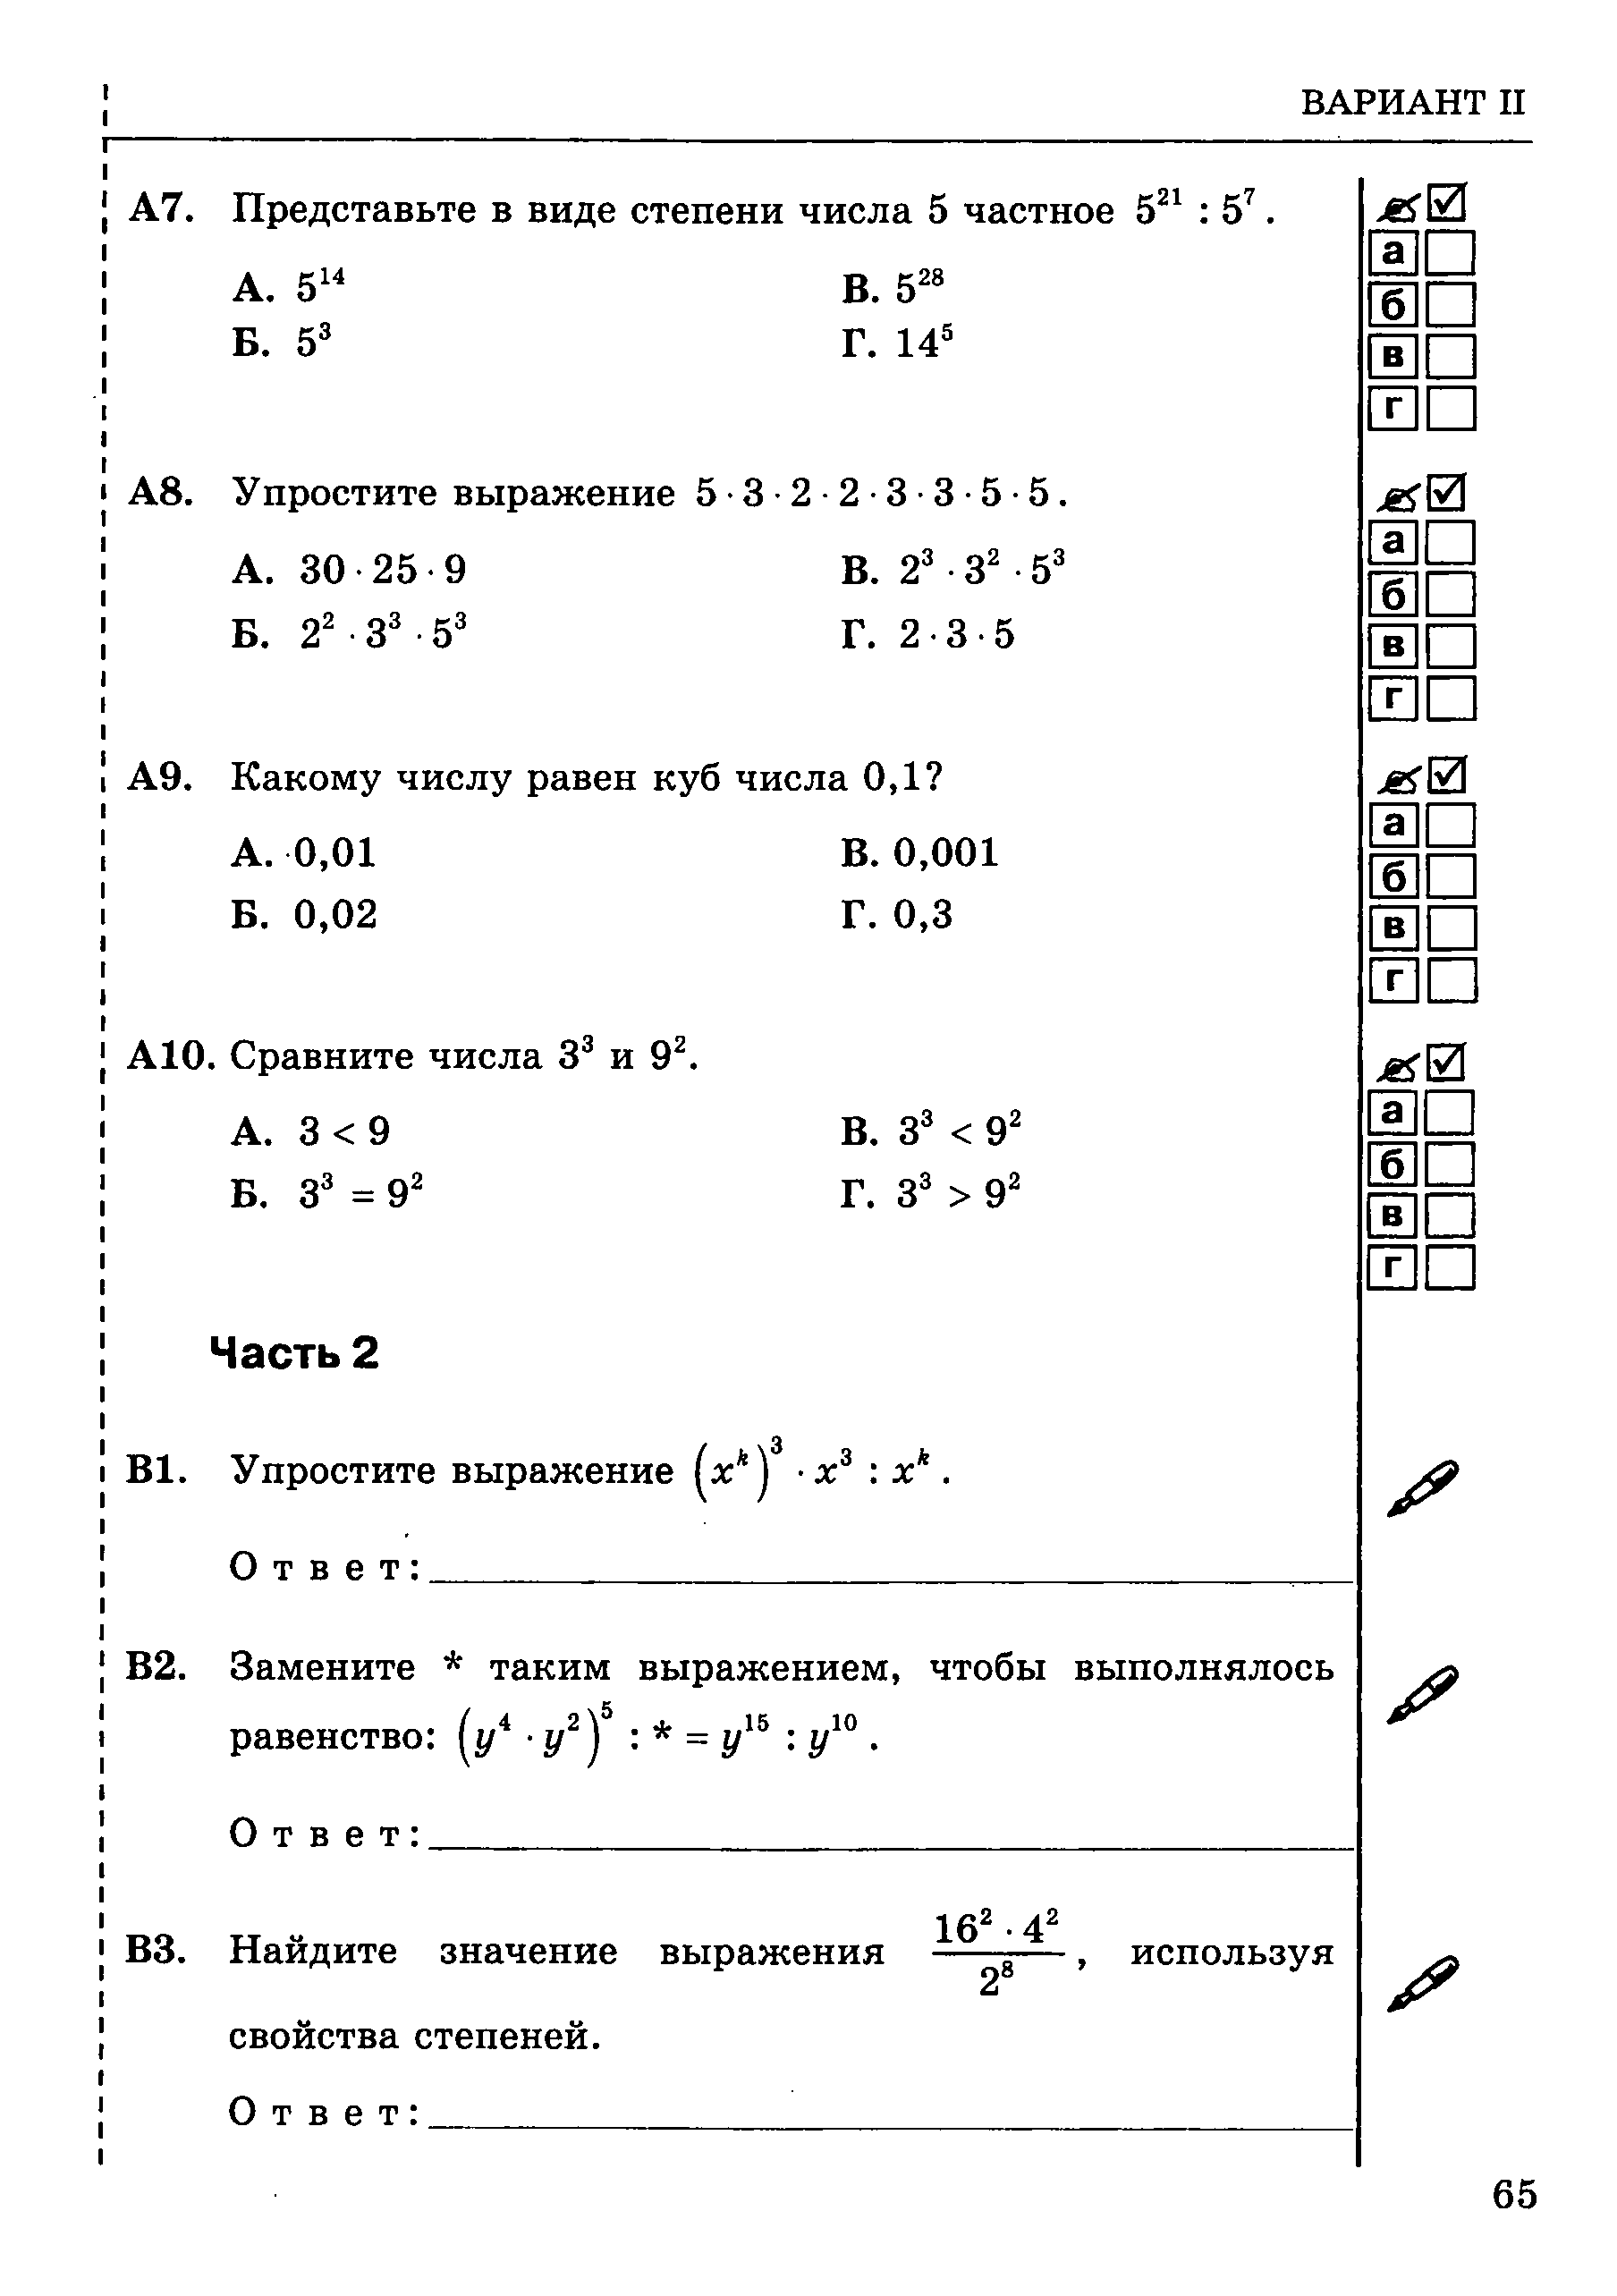 ВАРИАНТ II
А7. Представьте в виде степени числа 5 частное 5²¹ : 5⁷ .
А. 5¹⁴ В. 5²⁸
Б. 5³ Г. 14⁵
а
б
в
г
А8. Упростите выражение 5 · 3 · 2 · 2 · 3 · 3 · 5 · 5 .
А. 30 · 25 · 9 В. 2³ · 3² · 5³
Б. 2² · 3³ · 5³ Г. 2 · 3 · 5
а
б
в
г
А9. Какому числу равен куб числа 0,1?
А. 0,01 В. 0,001
Б. 0,02 Г. 0,3
а
б
в
г
А10. Сравните числа 3³ и 9².
А. 3 < 9 В. 3³ < 9²
Б. 3³ = 9² Г. 3³ > 9²
а
б
в
г
Часть 2
В1. Упростите выражение (xᵏ)³ · x³ : xᵏ .
Ответ:
В2. Замените * таким выражением, чтобы выполнялось
равенство: (y⁴ · y²)⁵ : * = y¹⁵ : y¹⁰ .
Ответ:
В3. Найдите значение выражения 16² · 4² / 2⁸ , используя
свойства степеней.
Ответ:
65